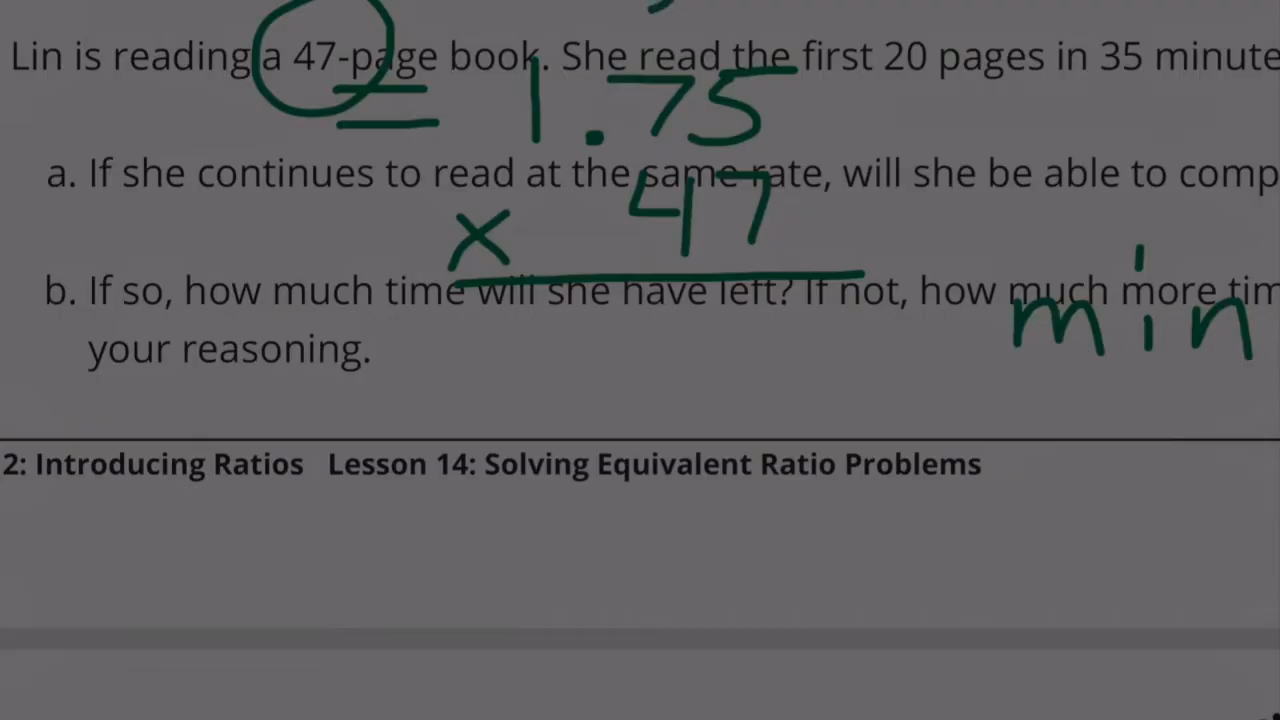 Lin is reading a 47-page book. She read the first 20 pages in 35 minute
= 1.75
a. If she continues to read at the same rate, will she be able to comp
x 47
b. If so, how much time will she have left? If not, how much more tim
min
your reasoning.
2: Introducing Ratios Lesson 14: Solving Equivalent Ratio Problems